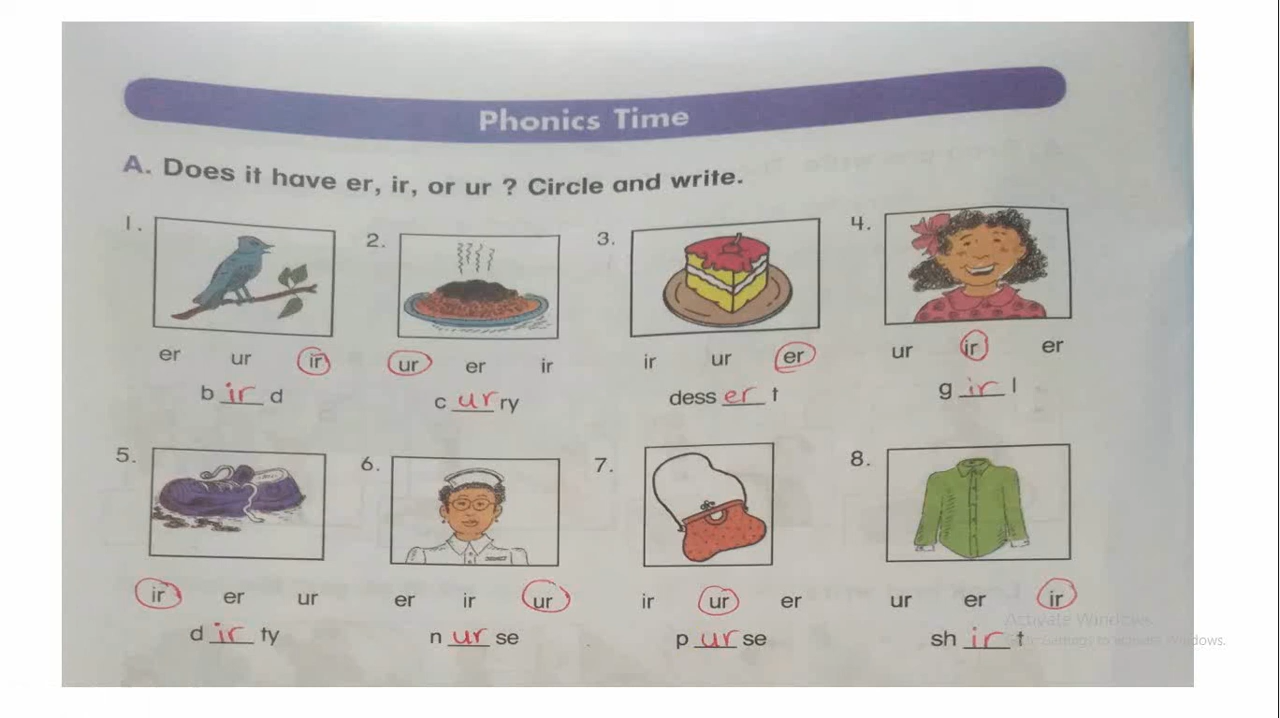 Phonics Time
A. Does it have er, ir, or ur ? Circle and write.
1. 2. 3. 4.
er ur ir ur er ir ir ur er ur ir er
b ir d c ur ry dess er t g ir l
5. 6. 7. 8.
ir er ur er ir ur ir ur er ur er ir
d ir ty n ur se p ur se sh ir t
Activate Windows